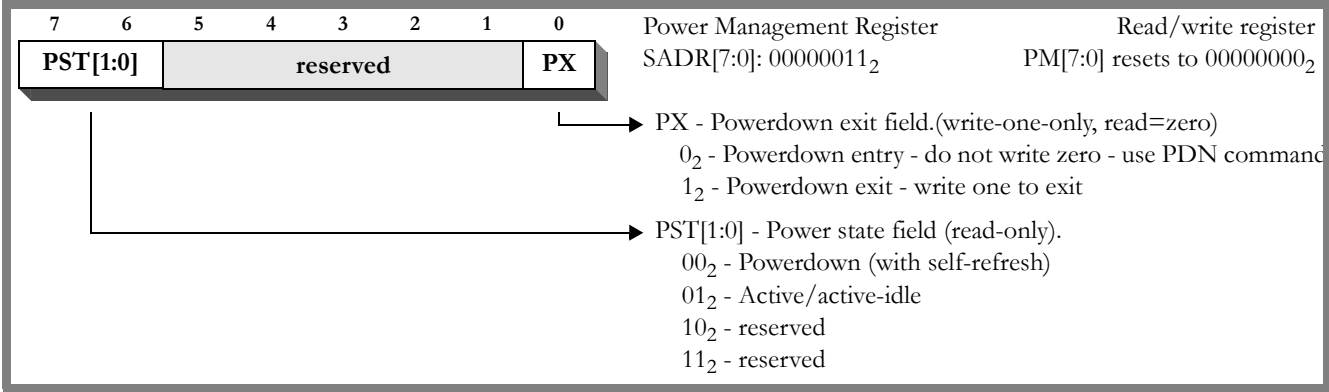 7 6 5 4 3 2 1 0
PST[1:0] reserved PX
Power Management Register Read/write register
SADR[7:0]: 00000011₂ PM[7:0] resets to 00000000₂
PX - Powerdown exit field.(write-one-only, read=zero)
0₂ - Powerdown entry - do not write zero - use PDN command
1₂ - Powerdown exit - write one to exit
PST[1:0] - Power state field (read-only).
00₂ - Powerdown (with self-refresh)
01₂ - Active/active-idle
10₂ - reserved
11₂ - reserved